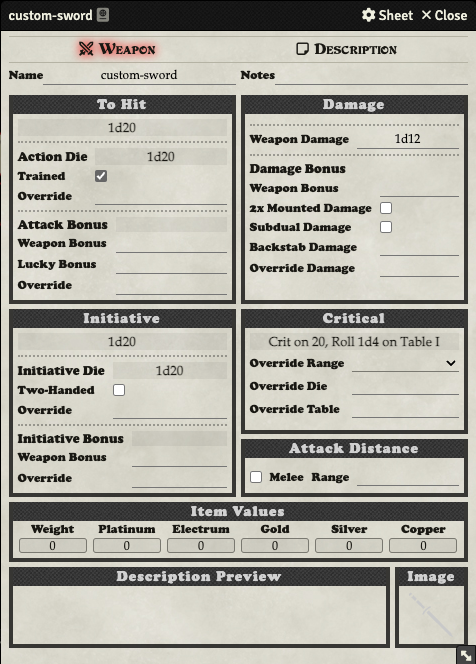 custom-sword Sheet Close
Weapon Description
Name custom-sword Notes
To Hit
1d20
Action Die 1d20
Trained
Override
Attack Bonus
Weapon Bonus
Lucky Bonus
Override
Damage
Weapon Damage 1d12
Damage Bonus
Weapon Bonus
2x Mounted Damage
Subdual Damage
Backstab Damage
Override Damage
Initiative
1d20
Initiative Die 1d20
Two-Handed
Override
Initiative Bonus
Weapon Bonus
Override
Critical
Crit on 20, Roll 1d4 on Table I
Override Range
Override Die
Override Table
Attack Distance
Melee Range
Item Values
Weight Platinum Electrum Gold Silver Copper
0 0 0 0 0 0
Description Preview Image